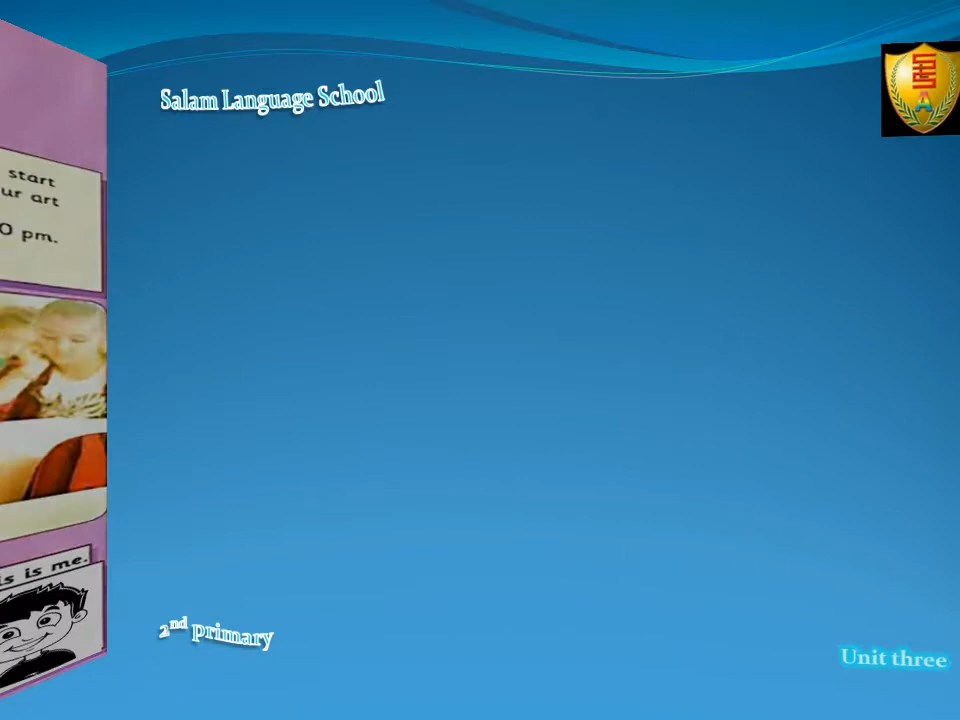 Salam Language School
start
ur art
0 pm.
is is me.
2nd primary
Unit three